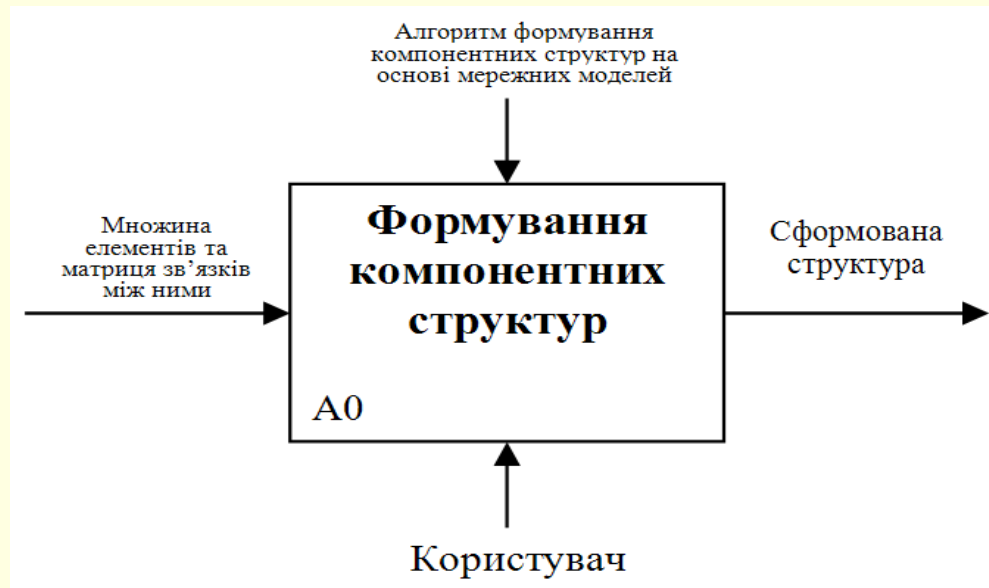 Алгоритм формування
компонентних структур на
основі мережних моделей
Множина
елементів та
матриця зв’язків
між ними
Формування
компонентних
структур
A0
Сформована
структура
Користувач